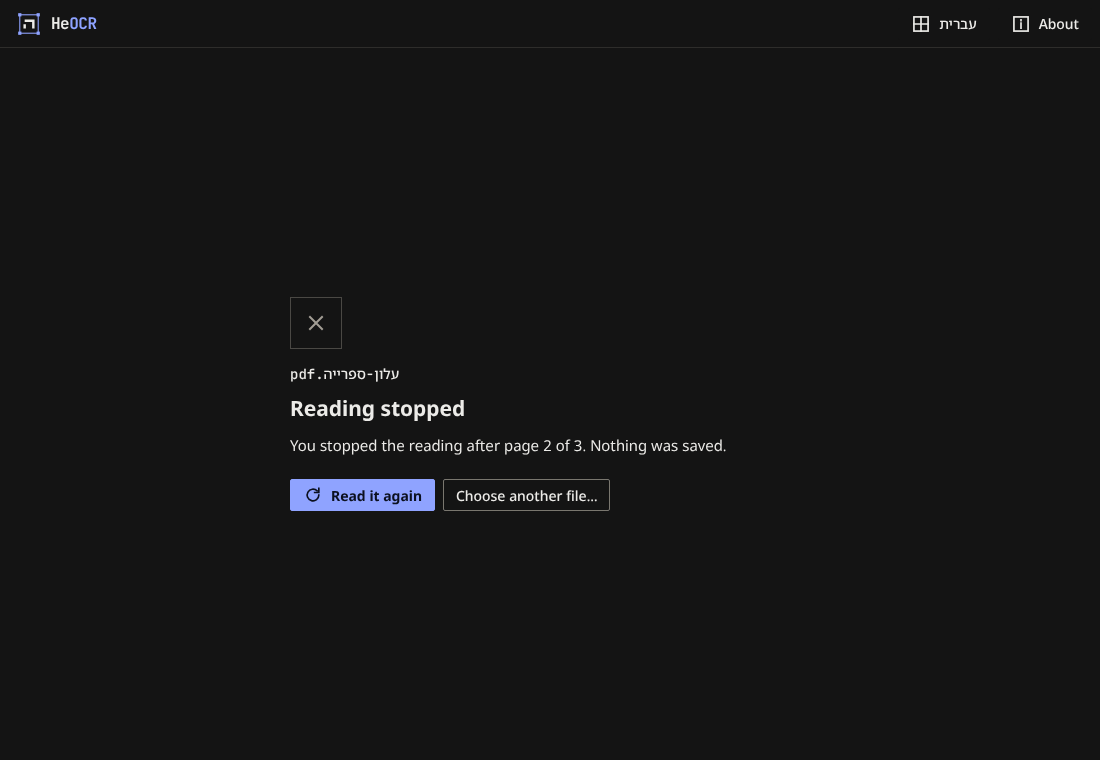 HeOCR
עברית
About
עלון-ספרייה.pdf
Reading stopped
You stopped the reading after page 2 of 3. Nothing was saved.
Read it again
Choose another file...